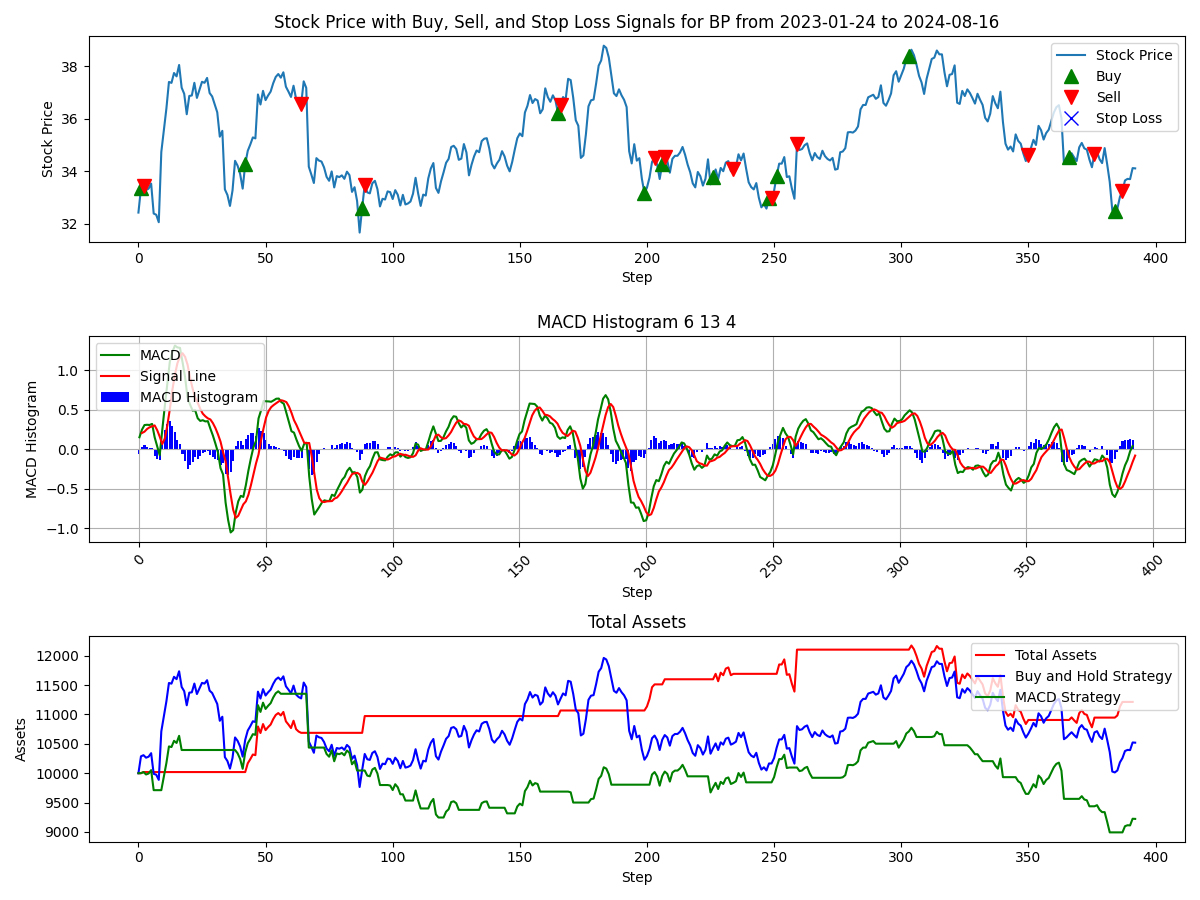 Stock Price with Buy, Sell, and Stop Loss Signals for BP from 2023-01-24 to 2024-08-16
Stock Price
38
36
34
32
Stock Price
Buy
Sell
Stop Loss
0 50 100 150 200 250 300 350 400
Step
MACD Histogram 6 13 4
MACD Histogram
1.0
0.5
0.0
−0.5
−1.0
MACD
Signal Line
MACD Histogram
0 50 100 150 200 250 300 350 400
Step
Total Assets
Assets
12000
11500
11000
10500
10000
9500
9000
Total Assets
Buy and Hold Strategy
MACD Strategy
0 50 100 150 200 250 300 350 400
Step